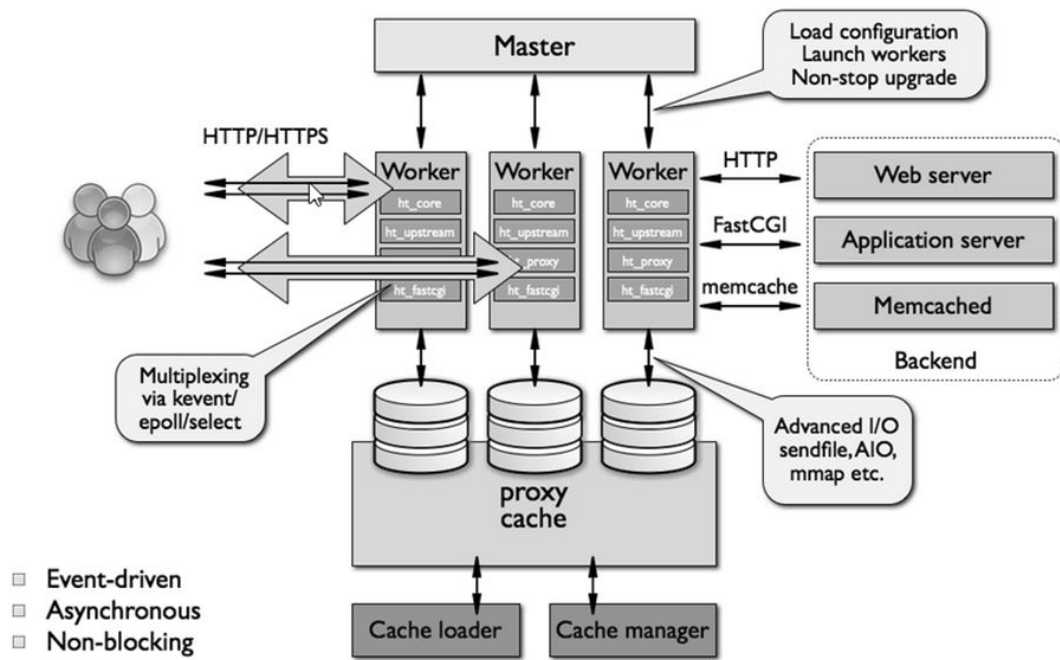 Master
Load configuration
Launch workers
Non-stop upgrade
HTTP/HTTPS
Worker
ht_core
ht_upstream
ht_fastcgi
Worker
ht_core
ht_upstream
ht_proxy
ht_fastcgi
Worker
ht_core
ht_upstream
ht_proxy
ht_fastcgi
HTTP
FastCGI
memcache
Web server
Application server
Memcached
Backend
Multiplexing
via kevent/
epoll/select
Advanced I/O
sendfile, AIO,
mmap etc.
proxy
cache
Cache loader
Cache manager
Event-driven
Asynchronous
Non-blocking